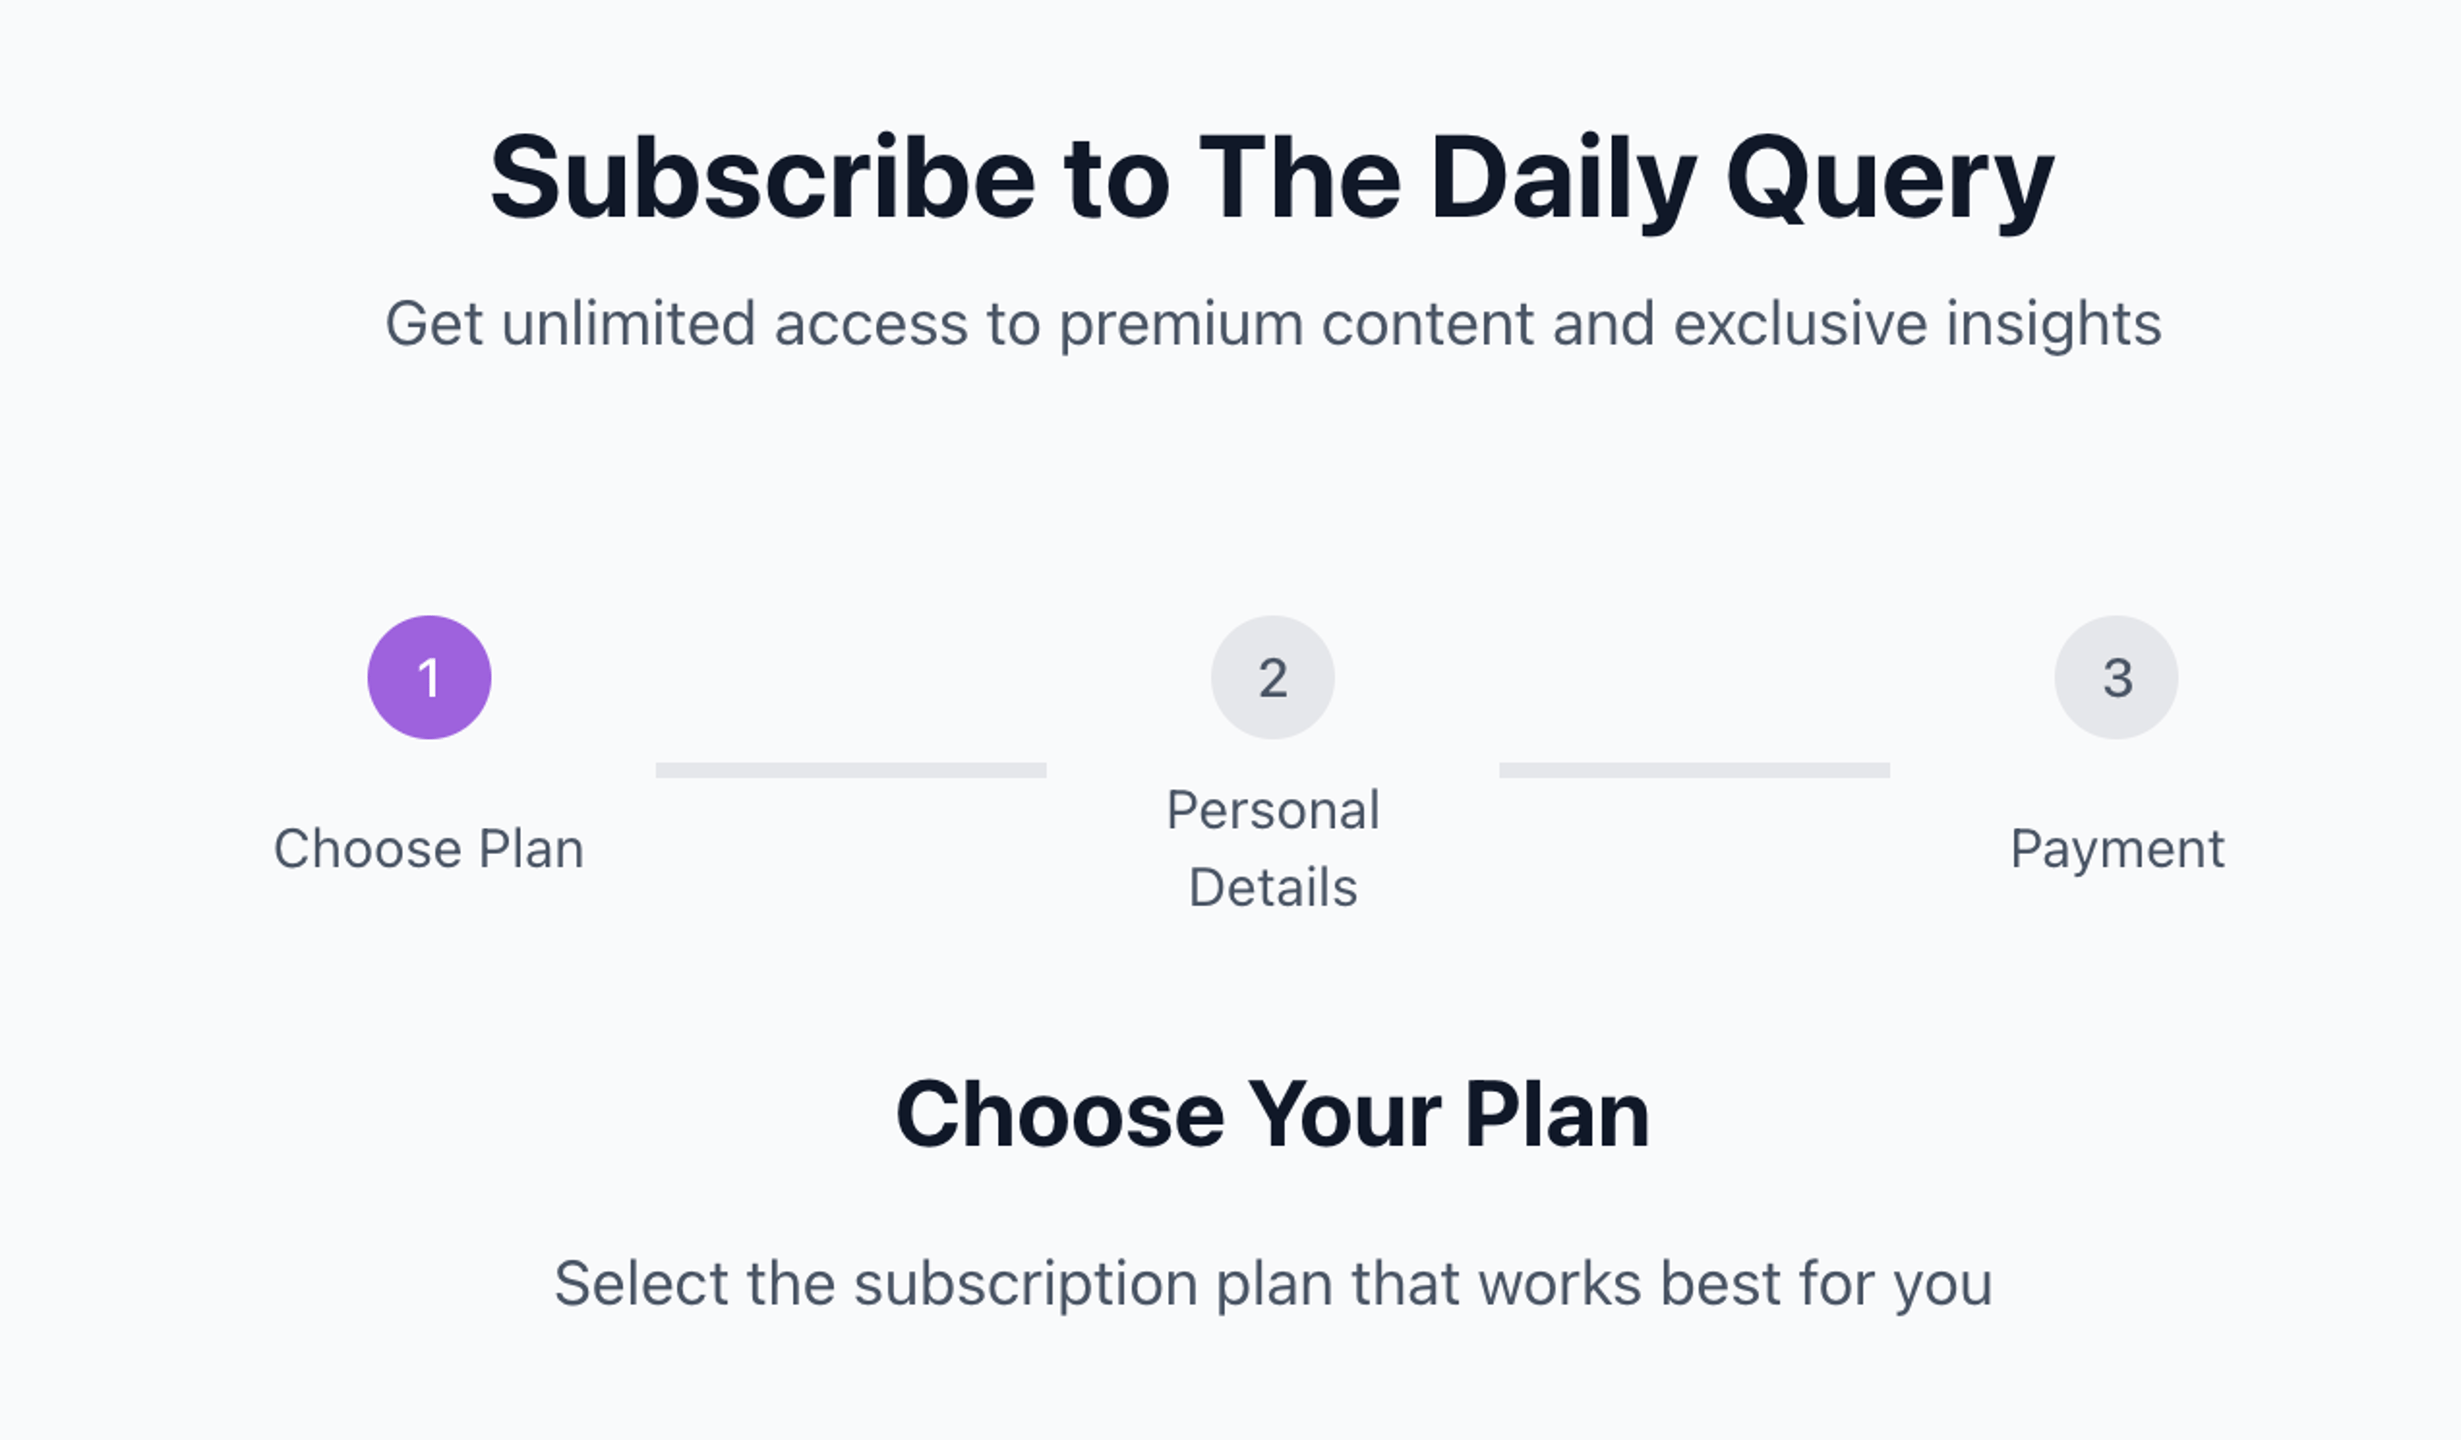 Subscribe to The Daily Query
Get unlimited access to premium content and exclusive insights
1
2
3
Choose Plan
Personal
Details
Payment
Choose Your Plan
Select the subscription plan that works best for you